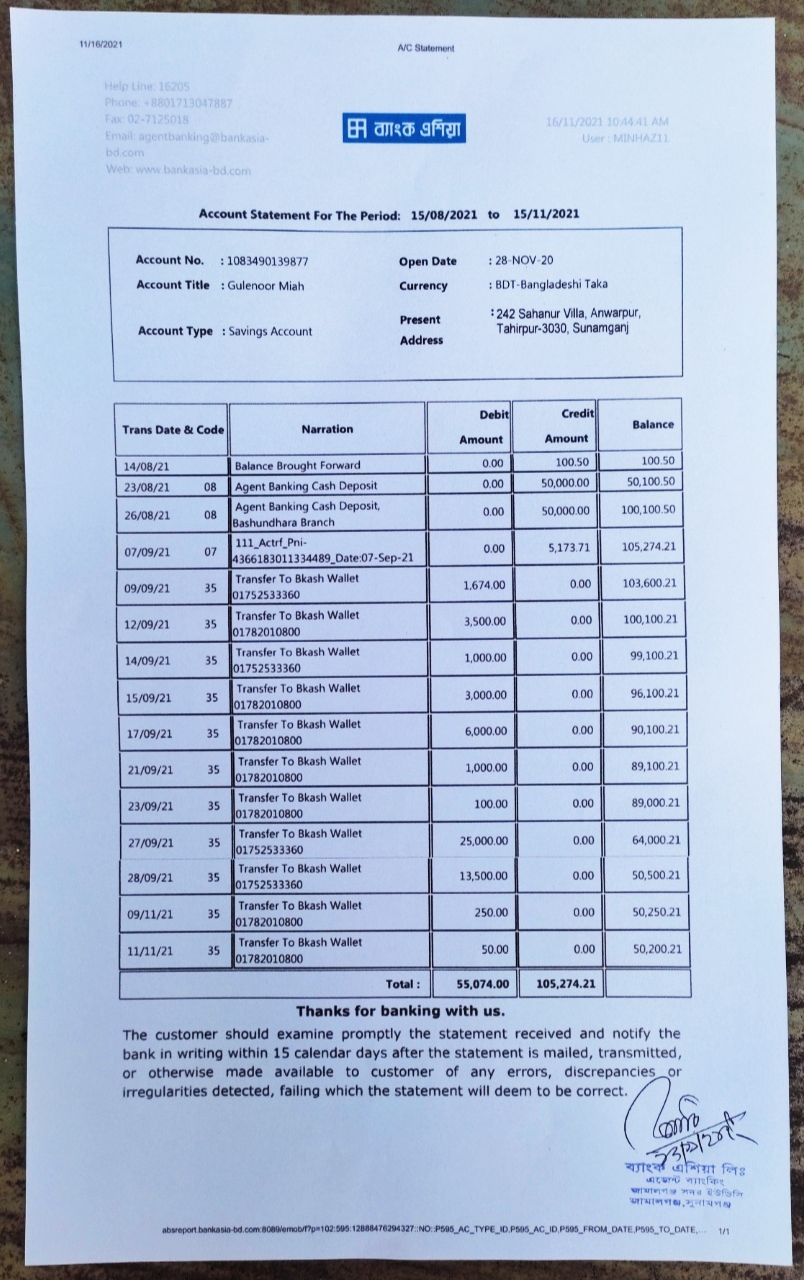 11/16/2021 A/C Statement
Help Line: 16205
Phone: +8801713047887
Fax: 02-7125018
Email: agentbanking@bankasia-
bd.com
Web: www.bankasia-bd.com
ব্যাংক এশিয়া
16/11/2021 10:44:41 AM
User : MINHAZ11
Account Statement For The Period: 15/08/2021 to 15/11/2021
Account No. : 1083490139877 Open Date : 28-NOV-20
Account Title : Gulenoor Miah Currency : BDT-Bangladeshi Taka
Account Type : Savings Account Present Address : 242 Sahanur Villa, Anwarpur,
Tahirpur-3030, Sunamganj
Trans Date & Code Narration Debit Amount Credit Amount Balance
14/08/21 Balance Brought Forward 0.00 100.50 100.50
23/08/21 08 Agent Banking Cash Deposit 0.00 50,000.00 50,100.50
26/08/21 08 Agent Banking Cash Deposit, 0.00 50,000.00 100,100.50
Bashundhara Branch
07/09/21 07 111_Actrf_Pni- 0.00 5,173.71 105,274.21
4366183011334489_Date:07-Sep-21
09/09/21 35 Transfer To Bkash Wallet 1,674.00 0.00 103,600.21
01752533360
12/09/21 35 Transfer To Bkash Wallet 3,500.00 0.00 100,100.21
01782010800
14/09/21 35 Transfer To Bkash Wallet 1,000.00 0.00 99,100.21
01752533360
15/09/21 35 Transfer To Bkash Wallet 3,000.00 0.00 96,100.21
01782010800
17/09/21 35 Transfer To Bkash Wallet 6,000.00 0.00 90,100.21
01782010800
21/09/21 35 Transfer To Bkash Wallet 1,000.00 0.00 89,100.21
01782010800
23/09/21 35 Transfer To Bkash Wallet 100.00 0.00 89,000.21
01782010800
27/09/21 35 Transfer To Bkash Wallet 25,000.00 0.00 64,000.21
01752533360
28/09/21 35 Transfer To Bkash Wallet 13,500.00 0.00 50,500.21
01752533360
09/11/21 35 Transfer To Bkash Wallet 250.00 0.00 50,250.21
01782010800
11/11/21 35 Transfer To Bkash Wallet 50.00 0.00 50,200.21
01782010800
Total : 55,074.00 105,274.21
Thanks for banking with us.
The customer should examine promptly the statement received and notify the
bank in writing within 15 calendar days after the statement is mailed, transmitted,
or otherwise made available to customer of any errors, discrepancies or
irregularities detected, failing which the statement will deem to be correct.
ব্যাংক এশিয়া লিঃ
এজেন্ট ব্যাংকিং
জামালগঞ্জ সদর ইউডিসি
জামালগঞ্জ, সুনামগঞ্জ
absreport.bankasia-bd.com:8089/emob/f?p=102:595:12888476294327::NO::P595_AC_TYPE_ID,P595_AC_ID,P595_FROM_DATE,P595_TO_DATE,... 1/1